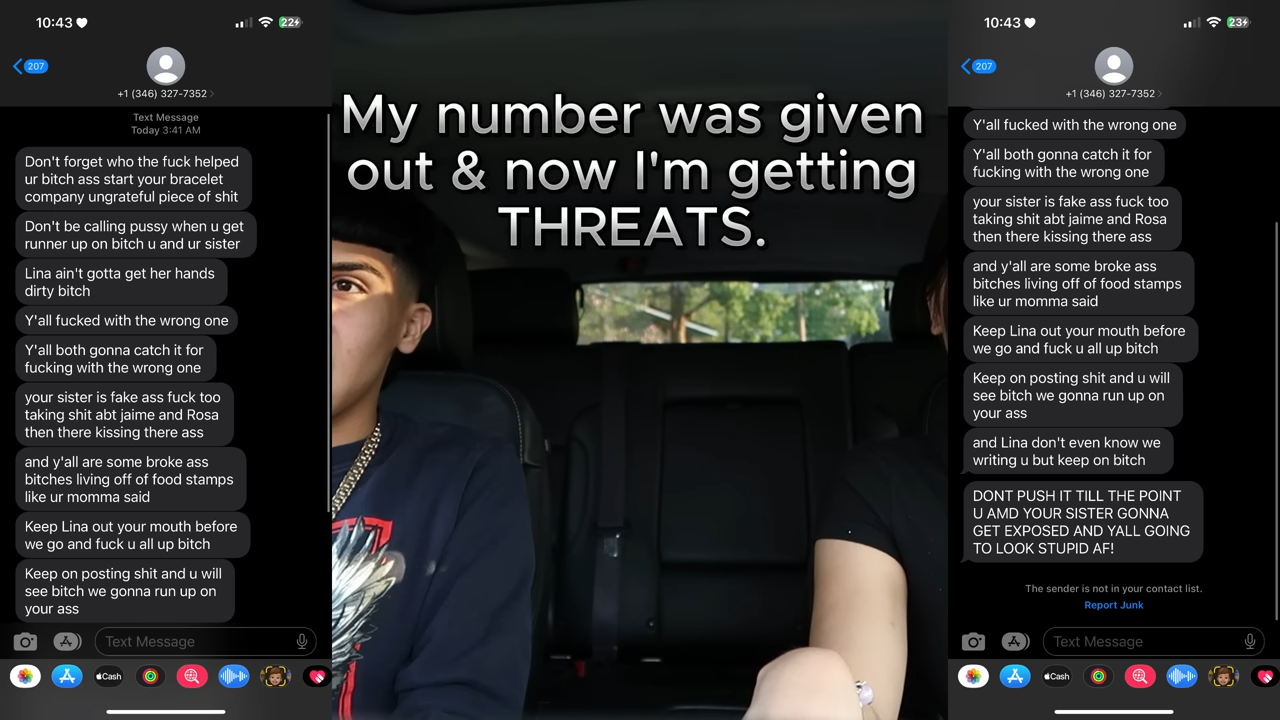 10:43
22
207
+1 (346) 327-7352
Text Message
Today 3:41 AM
Don't forget who the fuck helped
ur bitch ass start your bracelet
company ungrateful piece of shit
Don't be calling pussy when u get
runner up on bitch u and ur sister
Lina ain't gotta get her hands
dirty bitch
Y'all fucked with the wrong one
Y'all both gonna catch it for
fucking with the wrong one
your sister is fake ass fuck too
taking shit abt jaime and Rosa
then there kissing there ass
and y'all are some broke ass
bitches living off of food stamps
like ur momma said
Keep Lina out your mouth before
we go and fuck u all up bitch
Keep on posting shit and u will
see bitch we gonna run up on
your ass
Text Message
Cash
My number was given
out & now I'm getting
THREATS.
10:43
23
207
+1 (346) 327-7352
Y'all fucked with the wrong one
Y'all both gonna catch it for
fucking with the wrong one
your sister is fake ass fuck too
taking shit abt jaime and Rosa
then there kissing there ass
and y'all are some broke ass
bitches living off of food stamps
like ur momma said
Keep Lina out your mouth before
we go and fuck u all up bitch
Keep on posting shit and u will
see bitch we gonna run up on
your ass
and Lina don't even know we
writing u but keep on bitch
DONT PUSH IT TILL THE POINT
U AMD YOUR SISTER GONNA
GET EXPOSED AND YALL GOING
TO LOOK STUPID AF!
The sender is not in your contact list.
Report Junk
Text Message
Cash